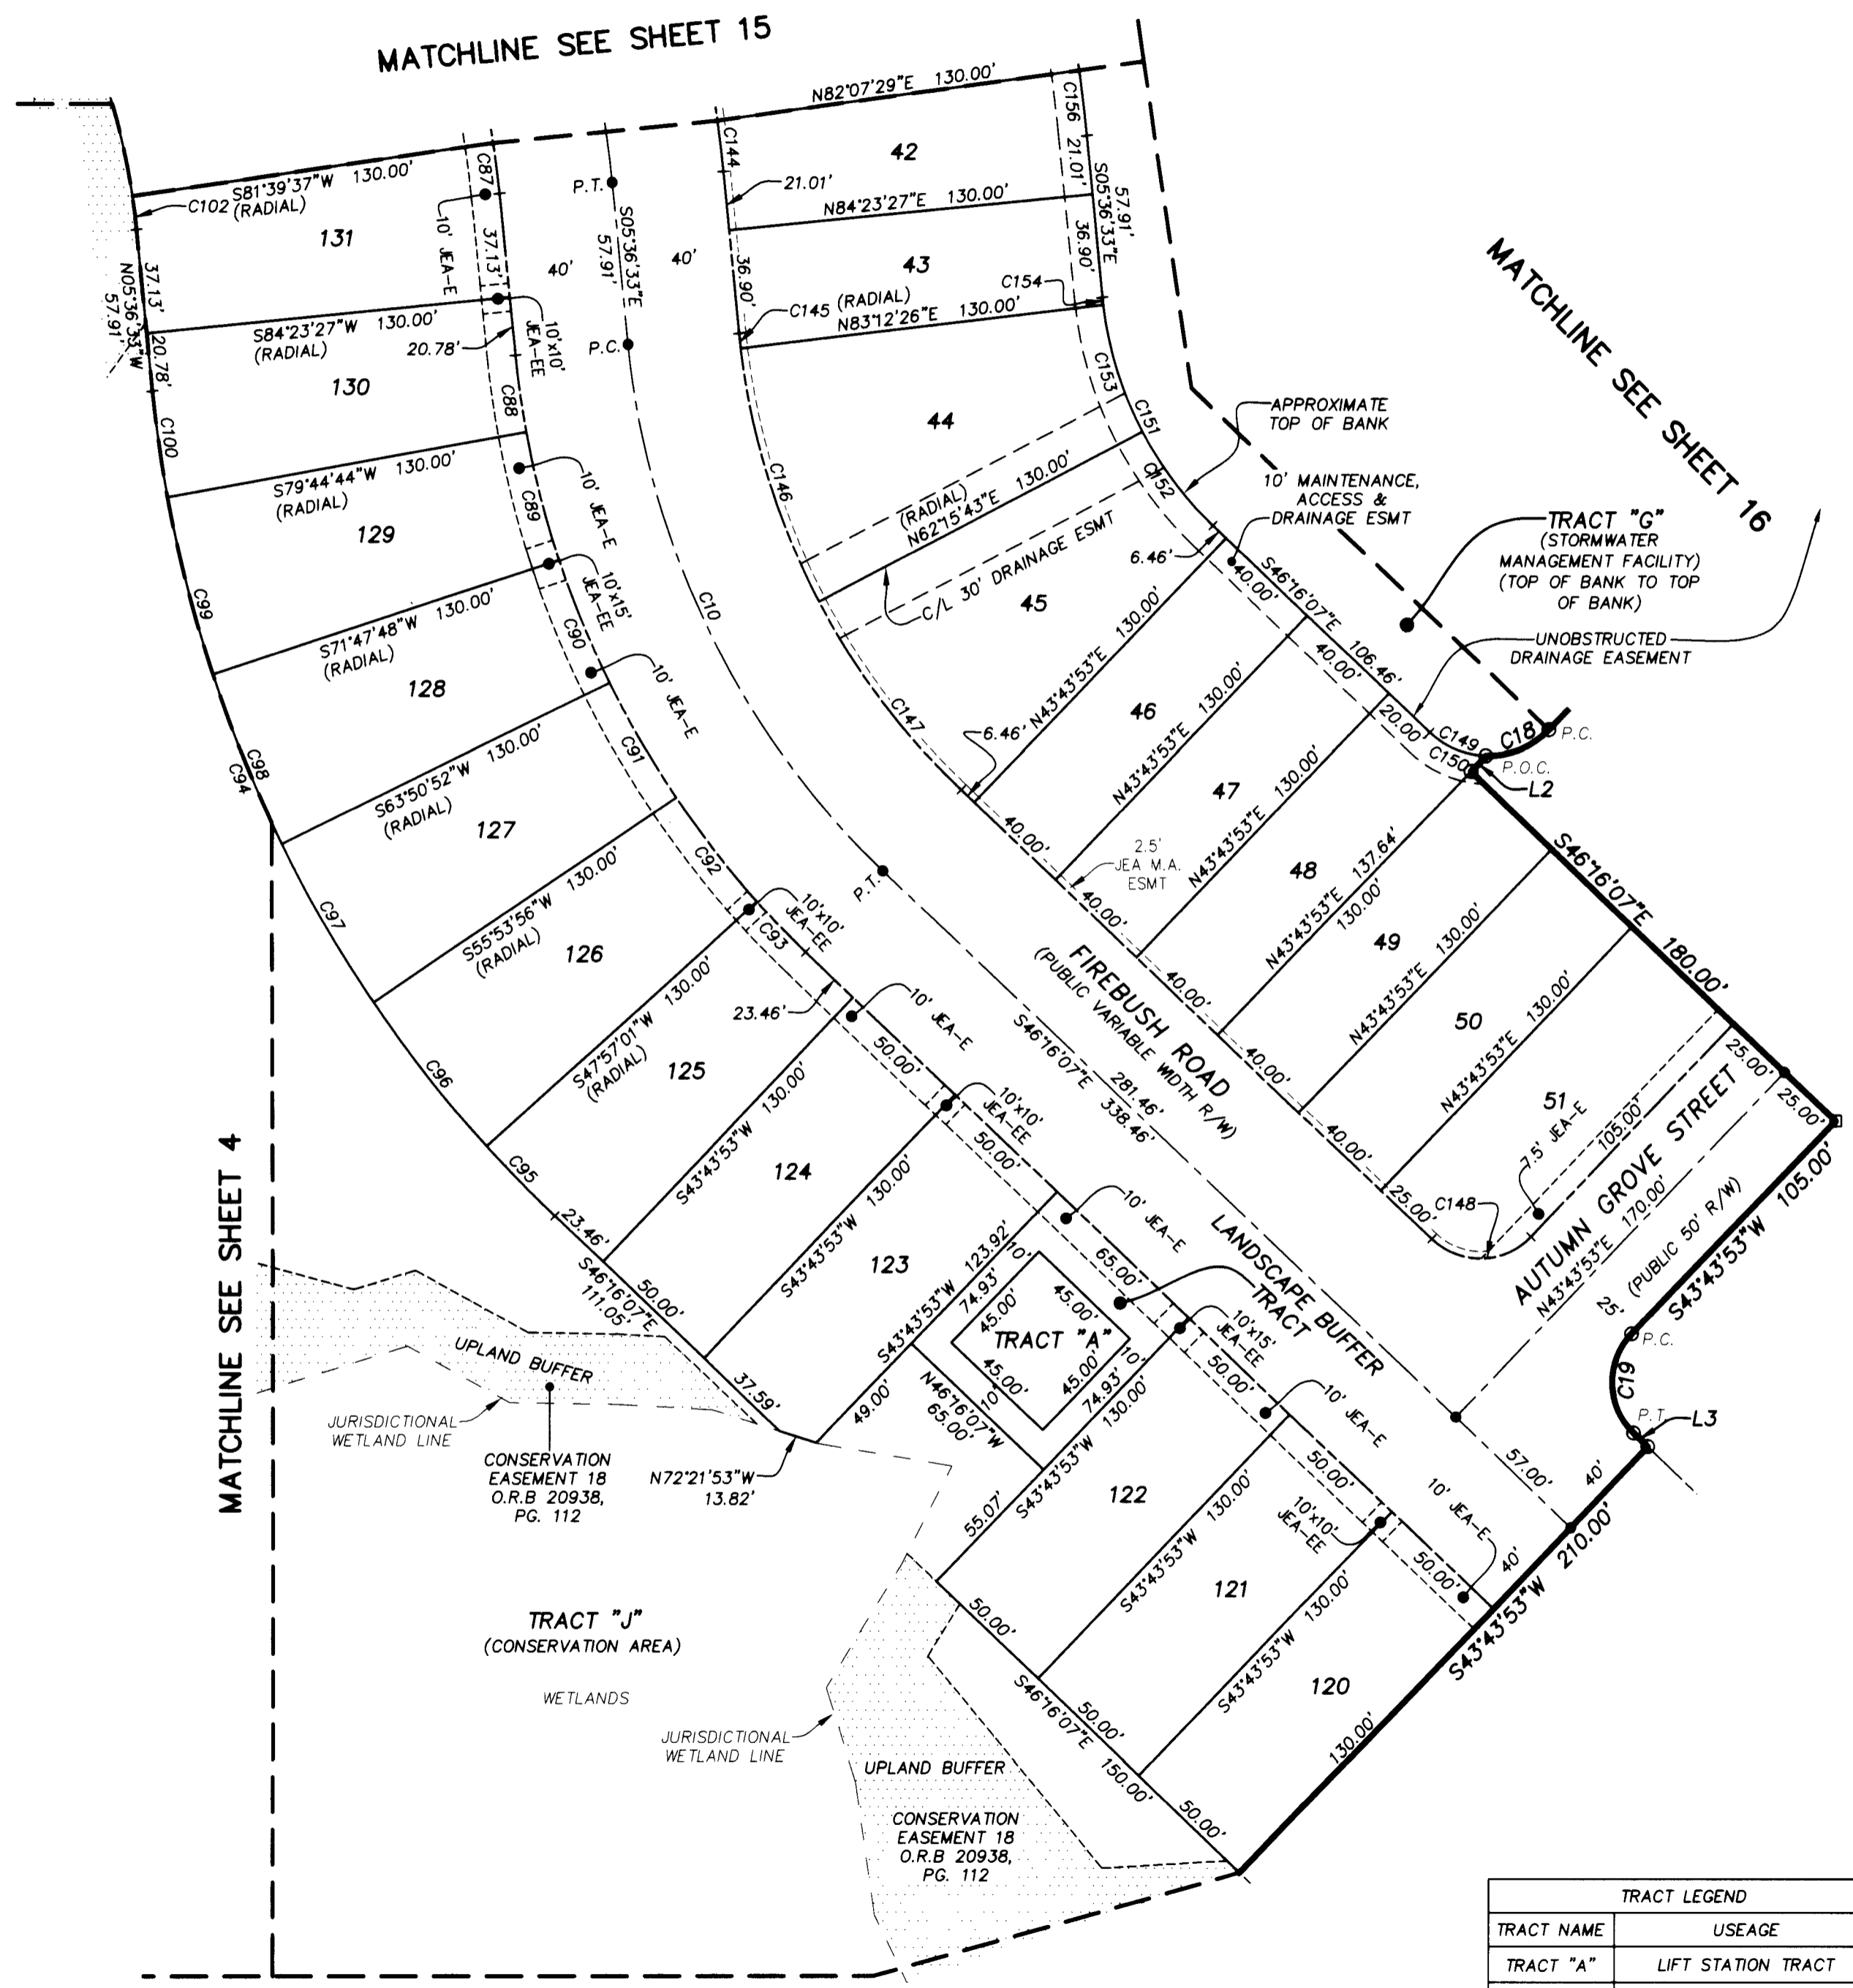 MATCHLINE SEE SHEET 15
N82°07'29"E 130.00'
C156
21.01'
C144
42
S81°39'37"W 130.00'
(RADIAL)
C102
131
C87
10' JEA-E
37.13'
P.T.
S05°36'33"E
57.91'
40'
40'
21.01'
N84°23'27"E 130.00'
S05°36'33"E
57.91'
36.90'
36.90'
43
C154
C145 (RADIAL)
N83°12'26"E 130.00'
37.13'
N05°36'33"W
57.91'
20.78'
S84°23'27"W 130.00'
(RADIAL)
20.78'
10'x10'
JEA-EE
P.C.
130
C100
C88
44
C153
C151
C152
MATCHLINE SEE SHEET 16
APPROXIMATE
TOP OF BANK
10' MAINTENANCE,
ACCESS &
DRAINAGE ESMT
TRACT "G"
(STORMWATER
MANAGEMENT FACILITY)
(TOP OF BANK TO TOP
OF BANK)
UNOBSTRUCTED
DRAINAGE EASEMENT
S79°44'44"W 130.00'
(RADIAL)
129
C89
10' JEA-E
C146
(RADIAL)
N62°15'43"E 130.00'
C/L 30' DRAINAGE ESMT
45
6.46'
S46°16'07"E
106.46'
40.00'
40.00'
20.00
C149
C150
C18
P.C.
P.O.C.
L2
C99
S71°47'48"W 130.00'
(RADIAL)
128
10'x15'
JEA-EE
C90
10' JEA-E
C10
C147
6.46'
N43°43'53"E 130.00'
46
N43°43'53"E 130.00'
47
N43°43'53"E 130.00'
48
C98
C94
S63°50'52"W 130.00'
(RADIAL)
127
C91
C92
P.T.
40.00'
2.5'
JEA M.A.
ESMT
40.00'
N43°43'53"E 137.64'
130.00'
49
S46°16'07"E 180.00'
C97
S55°53'56"W 130.00'
(RADIAL)
126
10'x10'
JEA-EE
C93
23.46'
10' JEA-E
FIREBUSH ROAD
(PUBLIC VARIABLE WIDTH R/W)
S46°16'07"E
281.46'
338.46'
40.00'
40.00'
40.00'
25.00'
N43°43'53"E 130.00'
50
N43°43'53"E 130.00'
51
7.5' JEA-E
105.00'
C148
25.00'
25.00'
AUTUMN GROVE STREET
N43°43'53"E 170.00'
(PUBLIC 50' R/W)
25'
S43°43'53"W 105.00'
P.C.
C19
P.T.
L3
C96
S47°57'01"W 130.00'
(RADIAL)
125
50.00'
C95
S43°43'53"W 130.00'
124
10'x10'
JEA-EE
50.00'
23.46'
S46°16'07"E
111.05'
50.00'
S43°43'53"W 130.00'
123
10' JEA-E
65.00'
LANDSCAPE BUFFER
TRACT
37.59'
S43°43'53"W 123.92'
74.93'
10'
45.00'
45.00'
TRACT "A"
45.00'
45.00'
10'
10'
74.93'
49.00'
N46°16'07"W
65.00'
S43°43'53"W 130.00'
55.07'
10'x15'
JEA-EE
50.00'
10' JEA-E
MATCHLINE SEE SHEET 4
UPLAND BUFFER
JURISDICTIONAL
WETLAND LINE
CONSERVATION
EASEMENT 18
O.R.B 20938,
PG. 112
N72°21'53"W
13.82'
122
S43°43'53"W 130.00'
50.00'
10'x10'
JEA-EE
10' JEA-E
50.00'
57.00'
40'
40'
S43°43'53"W 210.00'
121
S43°43'53"W 130.00'
120
130.00'
50.00'
S46°16'07"E 150.00'
50.00'
50.00'
TRACT "J"
(CONSERVATION AREA)
WETLANDS
JURISDICTIONAL
WETLAND LINE
UPLAND BUFFER
CONSERVATION
EASEMENT 18
O.R.B 20938,
PG. 112
TRACT LEGEND
TRACT NAME USEAGE
TRACT "A" LIFT STATION TRACT